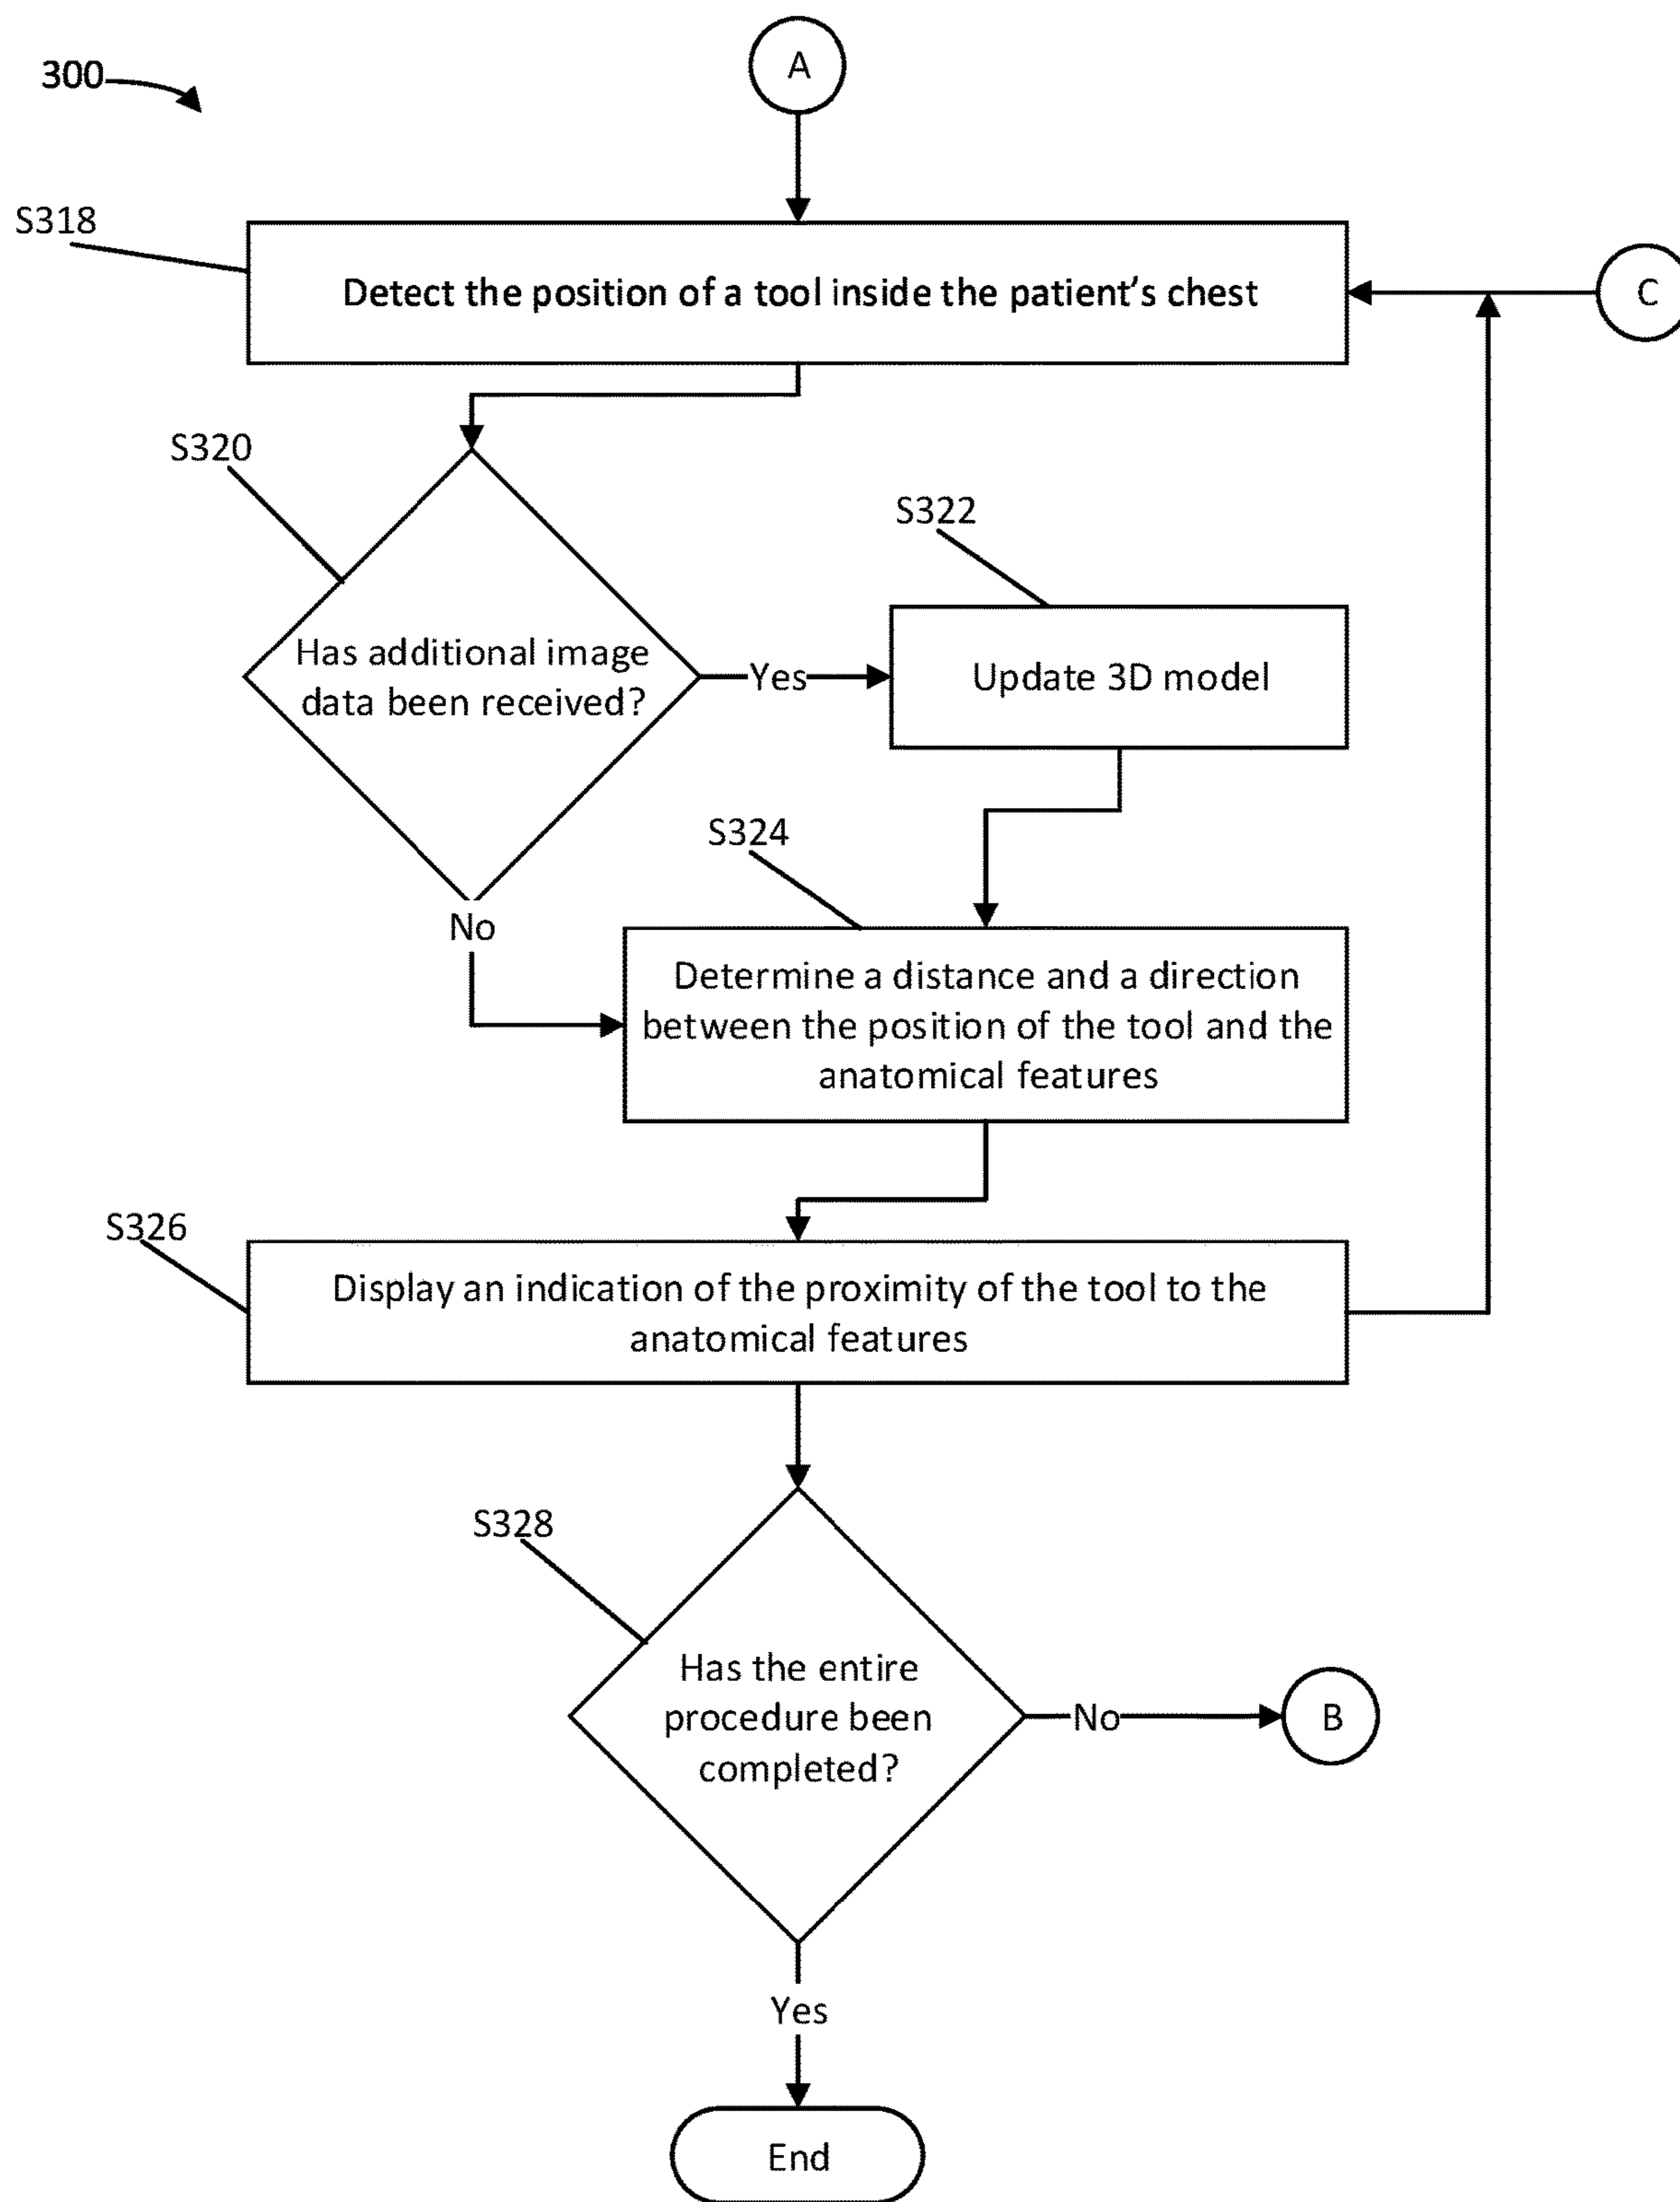 A
300
S318
Detect the position of a tool inside the patient's chest
C
S320
S322
Has additional image
data been received?
Yes
Update 3D model
S324
No
Determine a distance and a direction
between the position of the tool and the
anatomical features
S326
Display an indication of the proximity of the tool to the
anatomical features
S328
Has the entire
procedure been
completed?
No
B
Yes
End